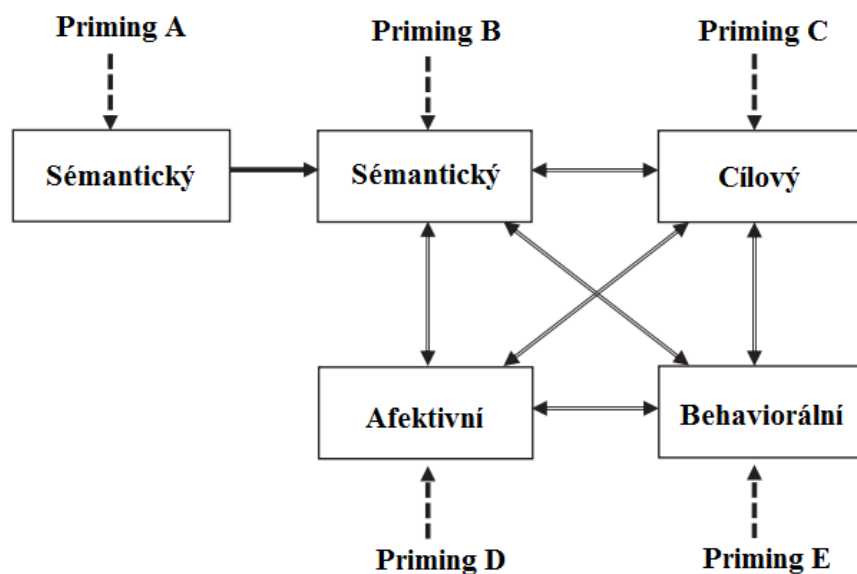 Priming A
Priming B
Priming C
Sémantický
Sémantický
Cílový
Afektivní
Behaviorální
Priming D
Priming E